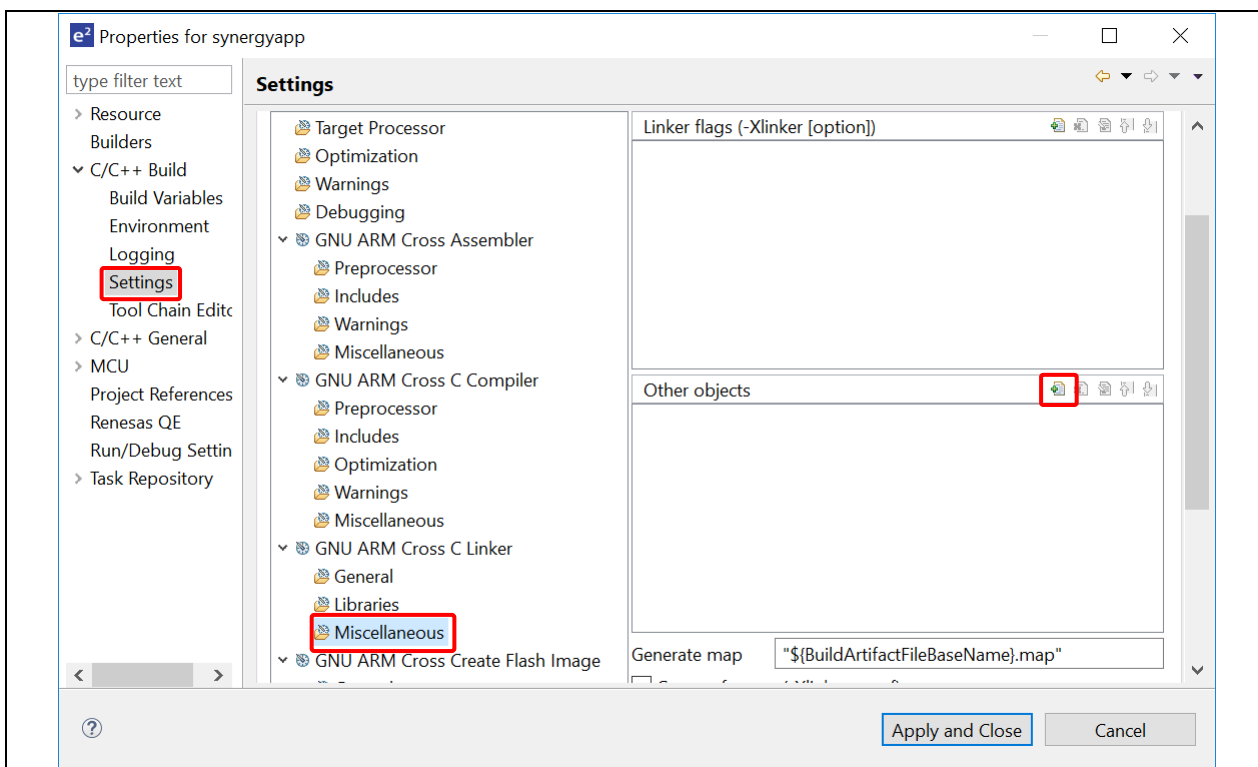 e² Properties for synergyapp
type filter text
Settings
Resource
Builders
C/C++ Build
Build Variables
Environment
Logging
Settings
Tool Chain Edito
C/C++ General
MCU
Project References
Renesas QE
Run/Debug Settin
Task Repository
Target Processor
Optimization
Warnings
Debugging
GNU ARM Cross Assembler
Preprocessor
Includes
Warnings
Miscellaneous
GNU ARM Cross C Compiler
Preprocessor
Includes
Optimization
Warnings
Miscellaneous
GNU ARM Cross C Linker
General
Libraries
Miscellaneous
GNU ARM Cross Create Flash Image
Linker flags (-Xlinker [option])
Other objects
Generate map "${BuildArtifactFileBaseName}.map"
Apply and Close
Cancel